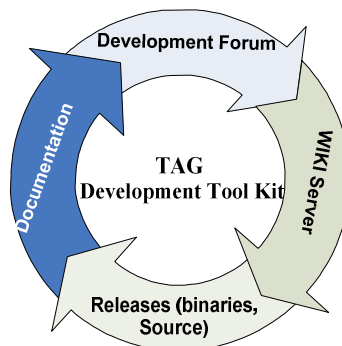 Development Forum
WIKI Server
Releases (binaries,
Source)
Documentation
TAG
Development Tool Kit